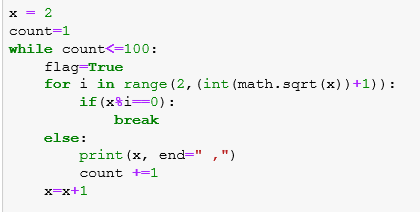 x = 2
count=1
while count<=100:
    flag=True
    for i in range(2,(int(math.sqrt(x))+1)):
        if(x%i==0):
            break
    else:
        print(x, end=" ,")
        count +=1
    x=x+1